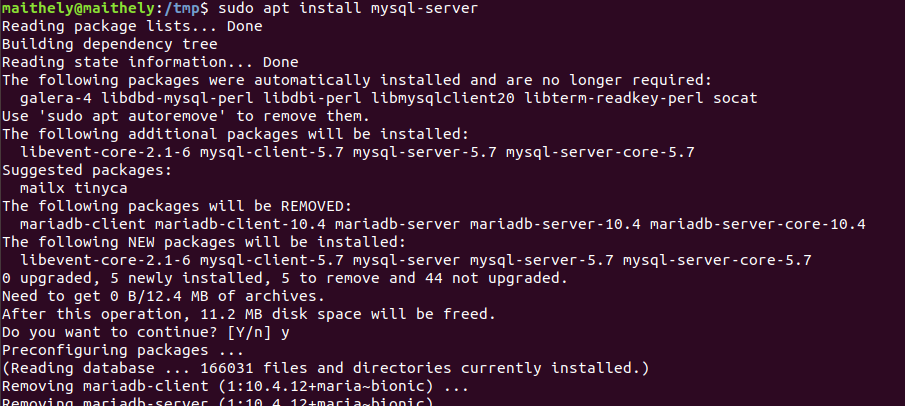 maithely@maithely:/tmp$ sudo apt install mysql-server
Reading package lists... Done
Building dependency tree
Reading state information... Done
The following packages were automatically installed and are no longer required:
  galera-4 libdbd-mysql-perl libdbi-perl libmysqlclient20 libterm-readkey-perl socat
Use 'sudo apt autoremove' to remove them.
The following additional packages will be installed:
  libevent-core-2.1-6 mysql-client-5.7 mysql-server-5.7 mysql-server-core-5.7
Suggested packages:
  mailx tinyca
The following packages will be REMOVED:
  mariadb-client mariadb-client-10.4 mariadb-server mariadb-server-10.4 mariadb-server-core-10.4
The following NEW packages will be installed:
  libevent-core-2.1-6 mysql-client-5.7 mysql-server mysql-server-5.7 mysql-server-core-5.7
0 upgraded, 5 newly installed, 5 to remove and 44 not upgraded.
Need to get 0 B/12.4 MB of archives.
After this operation, 11.2 MB disk space will be freed.
Do you want to continue? [Y/n] y
Preconfiguring packages ...
(Reading database ... 166031 files and directories currently installed.)
Removing mariadb-client (1:10.4.12+maria~bionic) ...
Removing mariadb-server (1:10.4.12+maria~bionic)